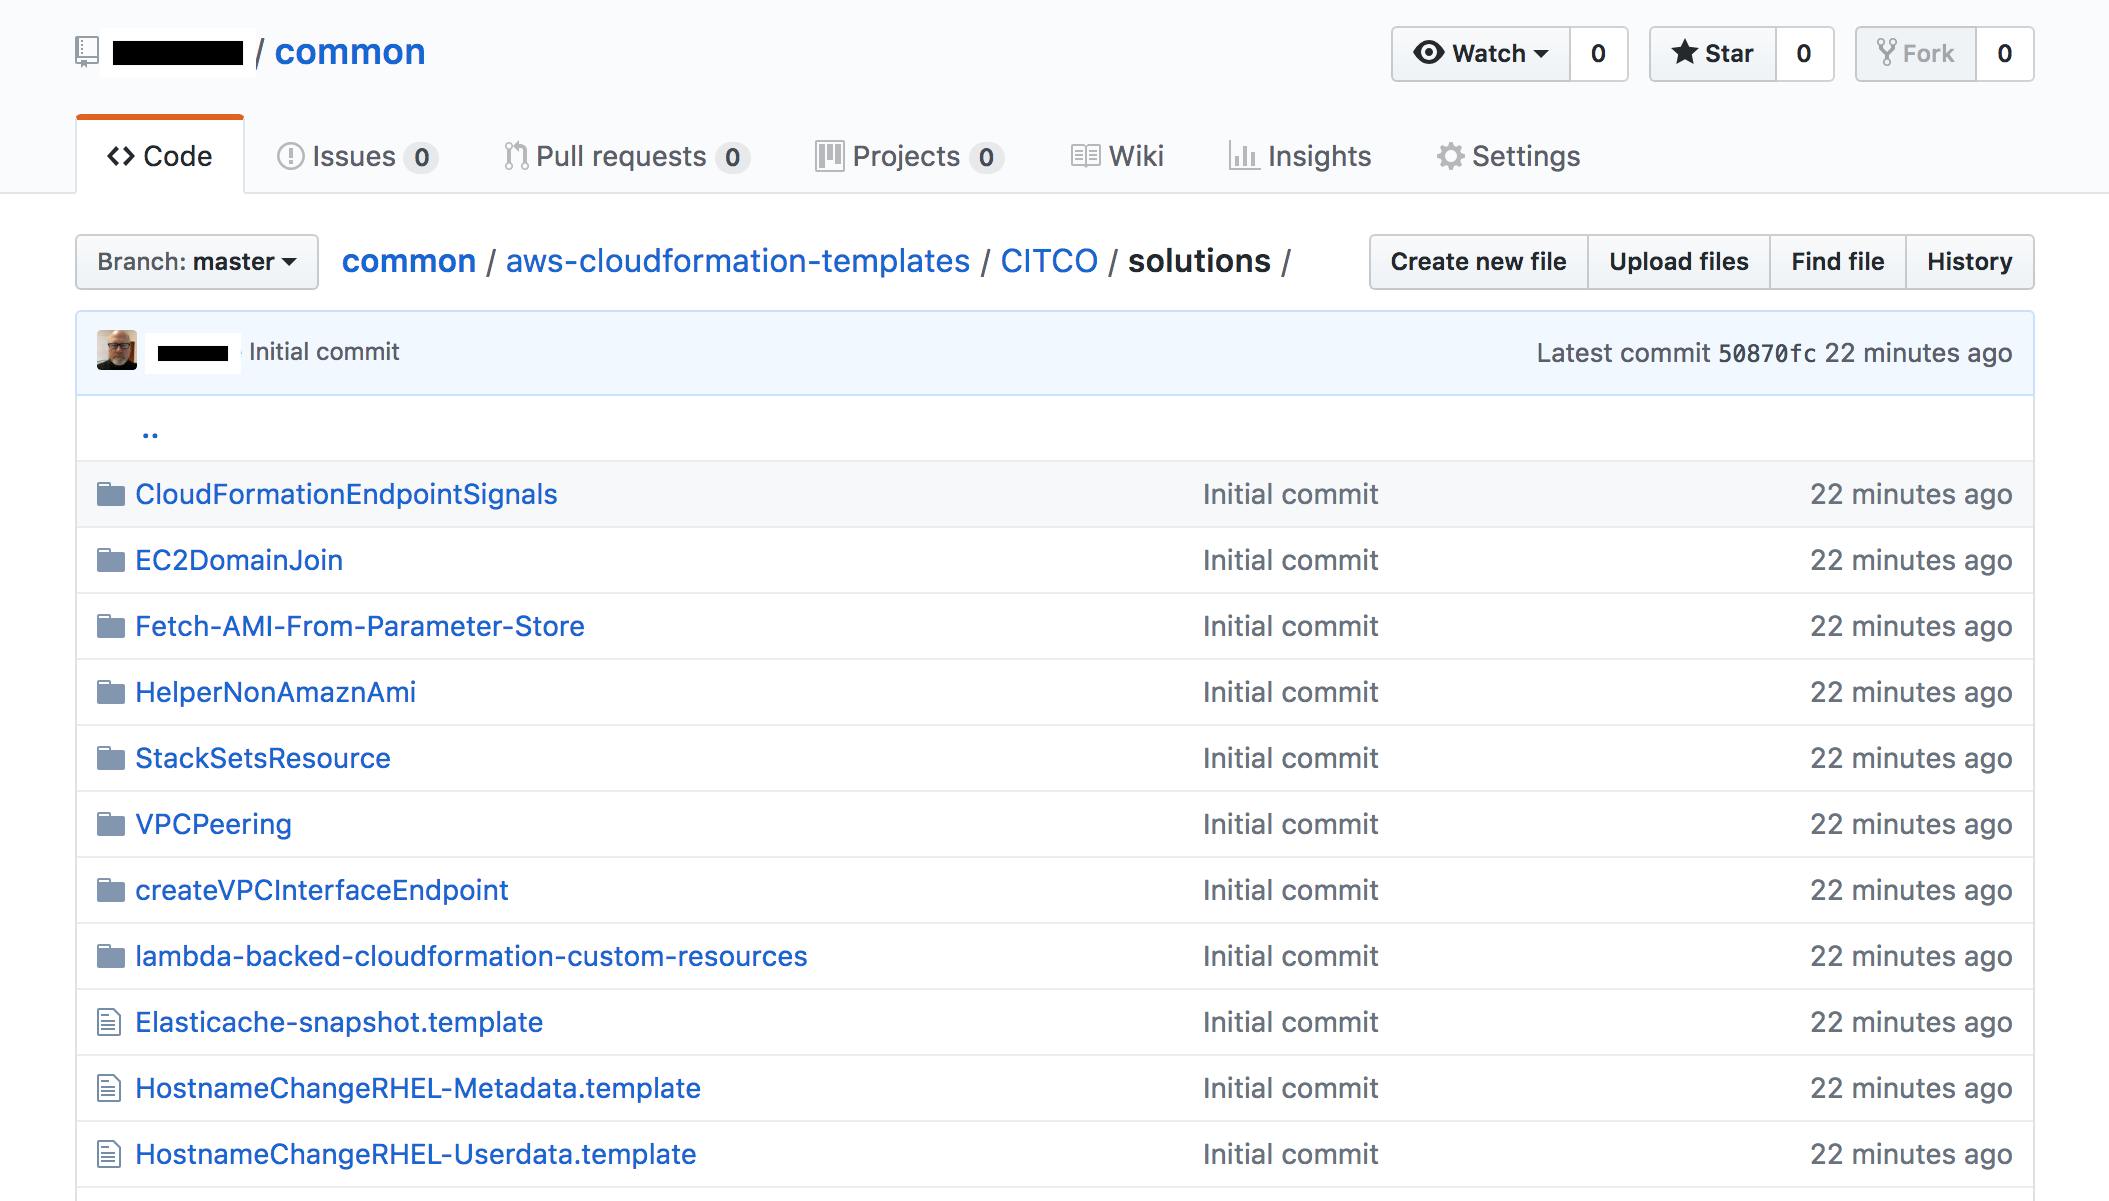 / common
Watch 0 Star 0 Fork 0
Code Issues 0 Pull requests 0 Projects 0 Wiki Insights Settings
Branch: master common / aws-cloudformation-templates / CITCO / solutions / Create new file Upload files Find file History
Initial commit Latest commit 50870fc 22 minutes ago
..
CloudFormationEndpointSignals Initial commit 22 minutes ago
EC2DomainJoin Initial commit 22 minutes ago
Fetch-AMI-From-Parameter-Store Initial commit 22 minutes ago
HelperNonAmaznAmi Initial commit 22 minutes ago
StackSetsResource Initial commit 22 minutes ago
VPCPeering Initial commit 22 minutes ago
createVPCInterfaceEndpoint Initial commit 22 minutes ago
lambda-backed-cloudformation-custom-resources Initial commit 22 minutes ago
Elasticache-snapshot.template Initial commit 22 minutes ago
HostnameChangeRHEL-Metadata.template Initial commit 22 minutes ago
HostnameChangeRHEL-Userdata.template Initial commit 22 minutes ago